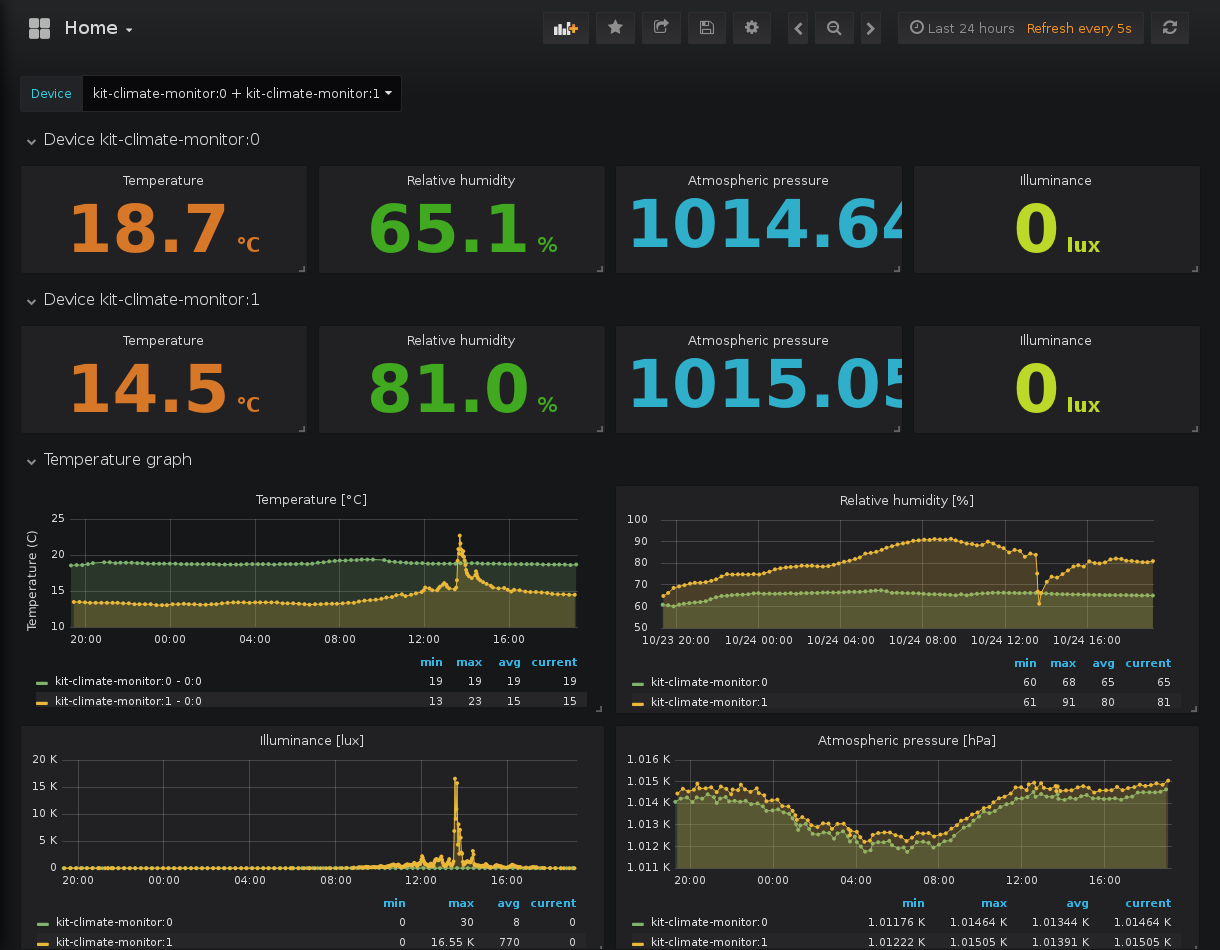 Home
Last 24 hours Refresh every 5s
Device kit-climate-monitor:0 + kit-climate-monitor:1
Device kit-climate-monitor:0
Temperature Relative humidity Atmospheric pressure Illuminance
18.7 °C 65.1 % 1014.64 0 lux
Device kit-climate-monitor:1
Temperature Relative humidity Atmospheric pressure Illuminance
14.5 °C 81.0 % 1015.05 0 lux
Temperature graph
Temperature [°C]
Temperature (C)
25
20
15
10
20:00 00:00 04:00 08:00 12:00 16:00
min max avg current
kit-climate-monitor:0 - 0:0 19 19 19 19
kit-climate-monitor:1 - 0:0 13 23 15 15
Relative humidity [%]
100
90
80
70
60
50
10/23 20:00 10/24 00:00 10/24 04:00 10/24 08:00 10/24 12:00 10/24 16:00
min max avg current
kit-climate-monitor:0 60 68 65 65
kit-climate-monitor:1 61 91 80 81
Illuminance [lux]
20 K
15 K
10 K
5 K
0
20:00 00:00 04:00 08:00 12:00 16:00
min max avg current
kit-climate-monitor:0 0 30 8 0
kit-climate-monitor:1 0 16.55 K 770 0
Atmospheric pressure [hPa]
1.016 K
1.015 K
1.014 K
1.013 K
1.012 K
1.011 K
20:00 00:00 04:00 08:00 12:00 16:00
min max avg current
kit-climate-monitor:0 1.01176 K 1.01464 K 1.01344 K 1.01464 K
kit-climate-monitor:1 1.01222 K 1.01505 K 1.01391 K 1.01505 K